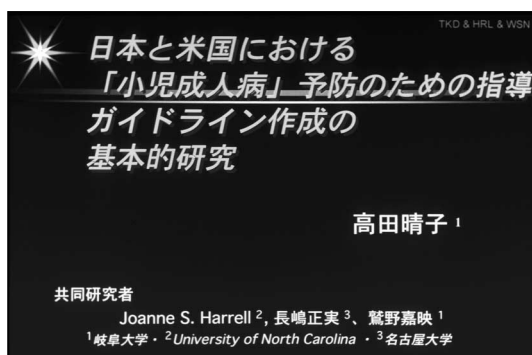 TKD & HRL & WSN
日本と米国における
「小児成人病」予防のための指導
ガイドライン作成の
基本的研究
高田晴子 1
共同研究者
Joanne S. Harrell 2, 長嶋正実 3、鷲野嘉映 1
1岐阜大学・2University of North Carolina・3名古屋大学